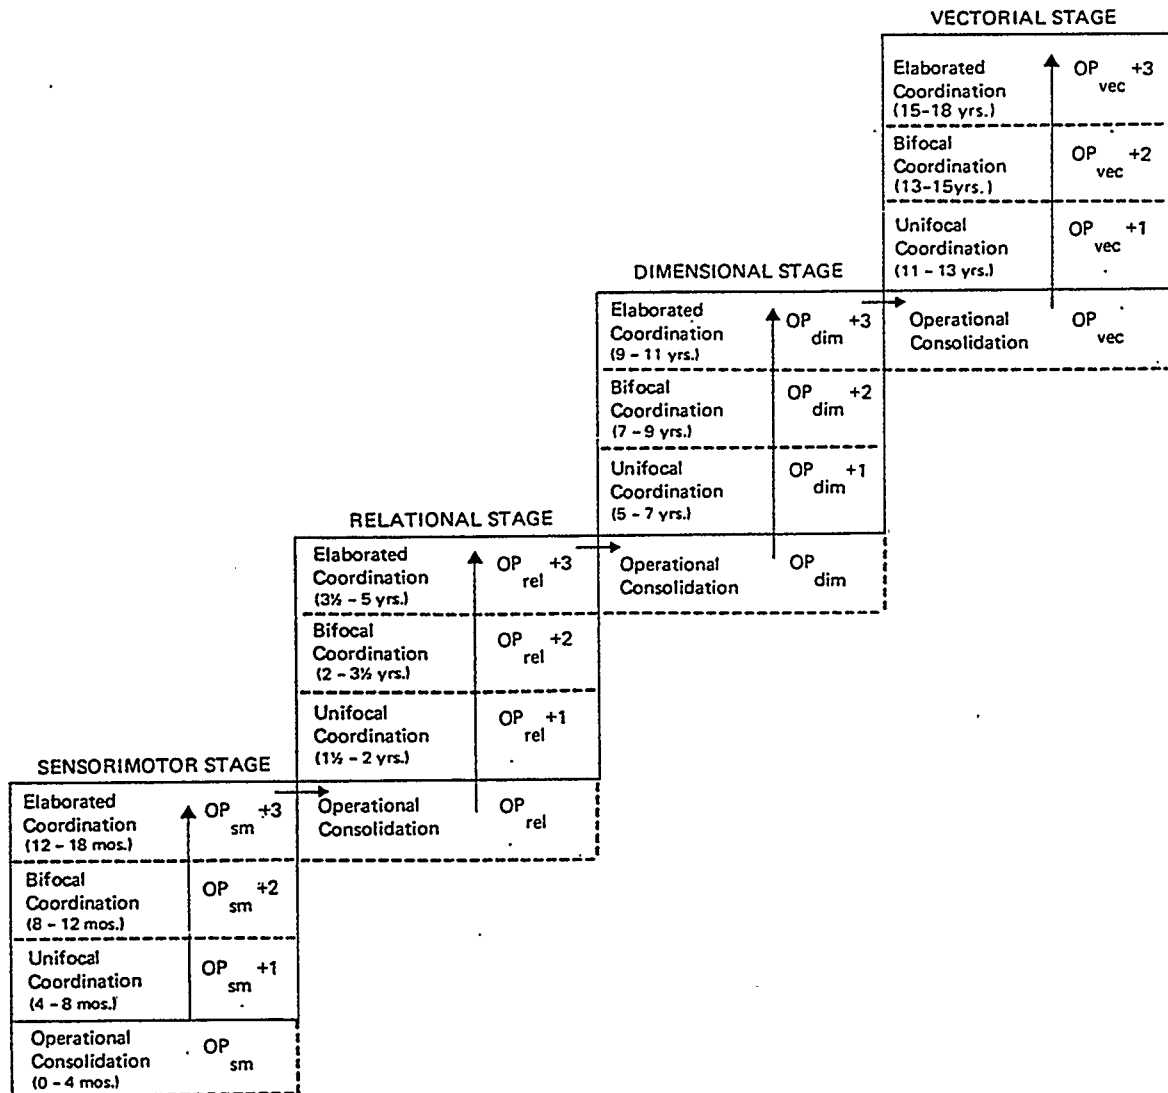 VECTORIAL STAGE
Elaborated
Coordination
(15-18 yrs.)
OP vec +3
Bifocal
Coordination
(13-15yrs.)
OP vec +2
Unifocal
Coordination
(11 - 13 yrs.)
OP vec +1
Operational
Consolidation
OP vec
DIMENSIONAL STAGE
Elaborated
Coordination
(9 - 11 yrs.)
OP dim +3
Bifocal
Coordination
(7 - 9 yrs.)
OP dim +2
Unifocal
Coordination
(5 - 7 yrs.)
OP dim +1
Operational
Consolidation
OP dim
RELATIONAL STAGE
Elaborated
Coordination
(3½ - 5 yrs.)
OP rel +3
Bifocal
Coordination
(2 - 3½ yrs.)
OP rel +2
Unifocal
Coordination
(1½ - 2 yrs.)
OP rel +1
Operational
Consolidation
OP rel
SENSORIMOTOR STAGE
Elaborated
Coordination
(12 - 18 mos.)
OP sm +3
Bifocal
Coordination
(8 - 12 mos.)
OP sm +2
Unifocal
Coordination
(4 - 8 mos.)
OP sm +1
Operational
Consolidation
(0 - 4 mos.)
OP sm